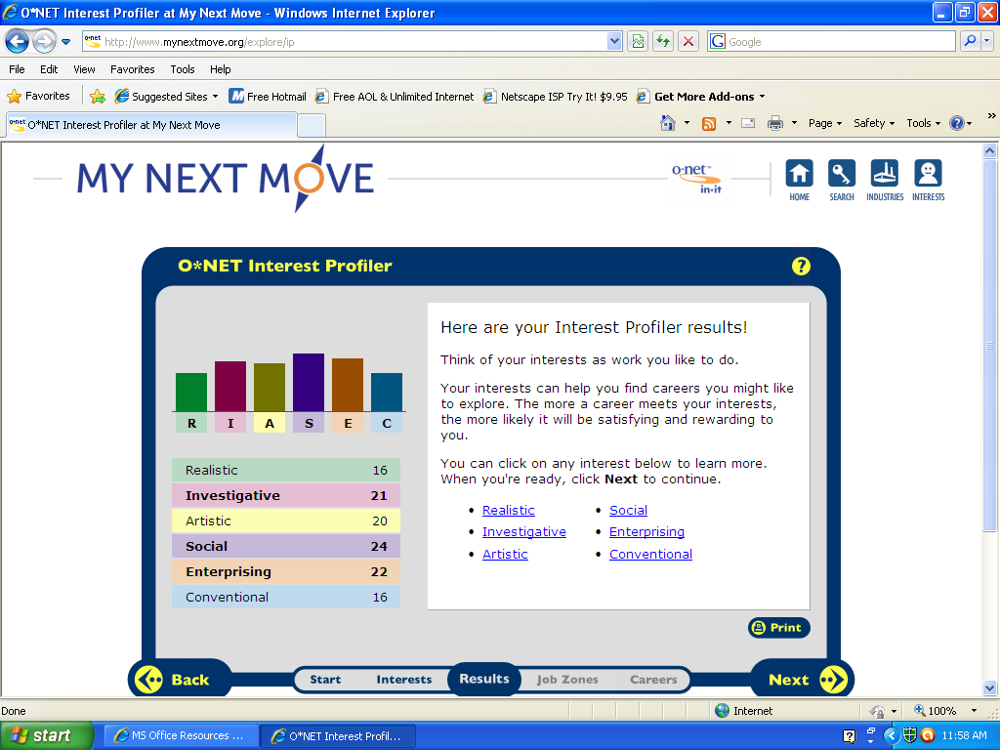 O*NET Interest Profiler at My Next Move - Windows Internet Explorer
o·net http://www.mynextmove.org/explore/ip
Google
File Edit View Favorites Tools Help
Favorites Suggested Sites Free Hotmail Free AOL & Unlimited Internet Netscape ISP Try It! $9.95 Get More Add-ons
o·net O*NET Interest Profiler at My Next Move
Page Safety Tools »
MY NEXT MOVE
o·net™
in-it
HOME SEARCH INDUSTRIES INTERESTS
O*NET Interest Profiler ?
Here are your Interest Profiler results!
Think of your interests as work you like to do.
Your interests can help you find careers you might like
to explore. The more a career meets your interests,
the more likely it will be satisfying and rewarding to
you.
You can click on any interest below to learn more.
When you're ready, click Next to continue.
• Realistic • Social
• Investigative • Enterprising
• Artistic • Conventional
R I A S E C
Realistic 16
Investigative 21
Artistic 20
Social 24
Enterprising 22
Conventional 16
Print
Back Start Interests Results Job Zones Careers Next
Done Internet 100%
start MS Office Resources ... O*NET Interest Profil... 11:58 AM